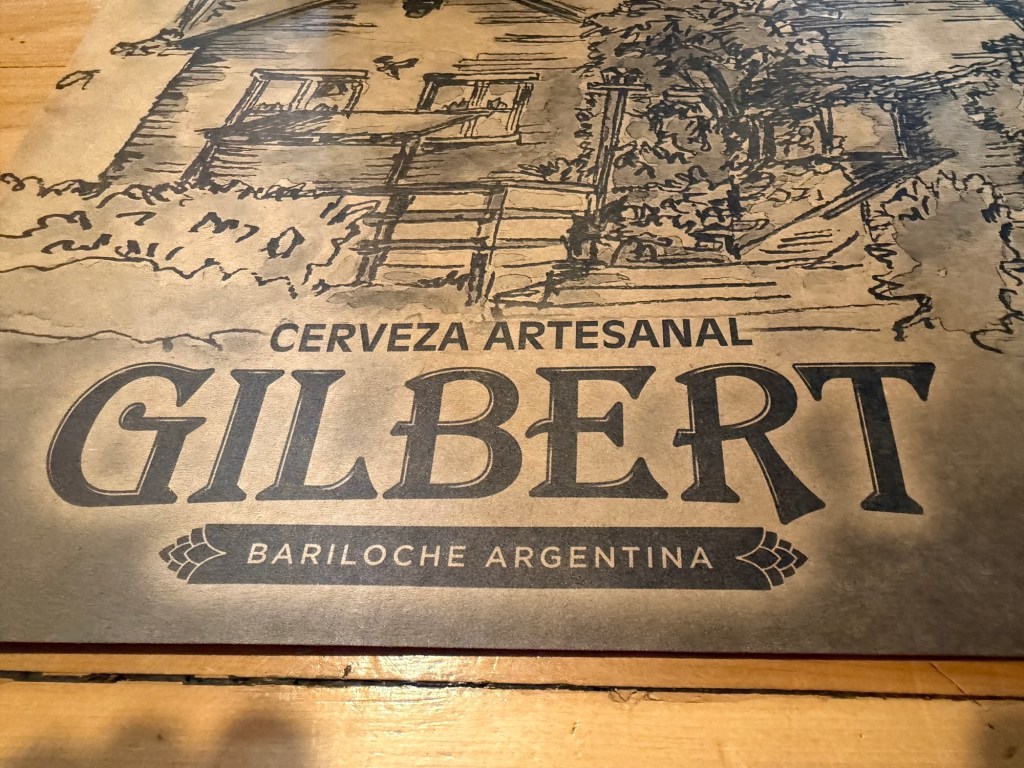 CERVEZA ARTESANAL
GILBERT
BARILOCHE ARGENTINA